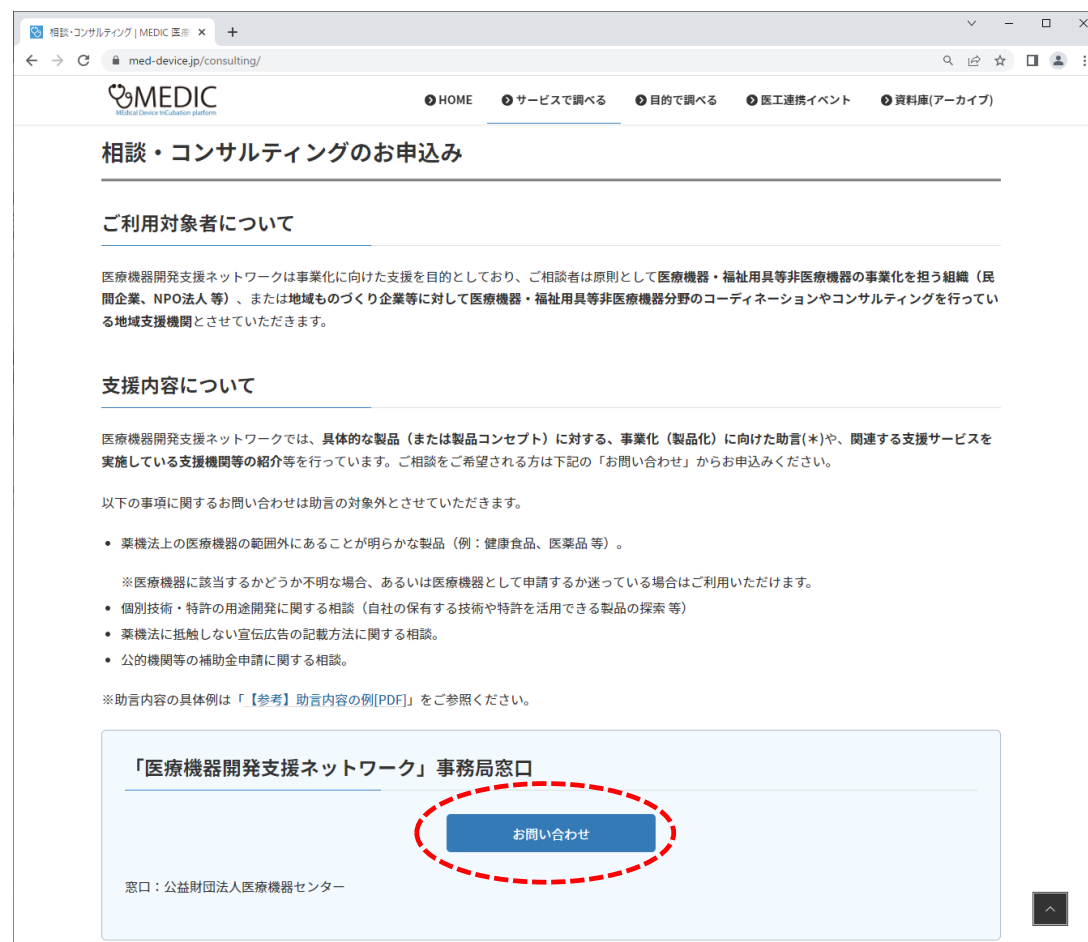 相談・コンサルティング | MEDIC 医療
med-device.jp/consulting/
MEDIC
MEdical Device InCubation platform
HOME サービスで調べる 目的で調べる 医工連携イベント 資料庫(アーカイブ)
相談・コンサルティングのお申込み
ご利用対象者について
医療機器開発支援ネットワークは事業化に向けた支援を目的としており、ご相談者は原則として医療機器・福祉用具等非医療機器の事業化を担う組織（民
間企業、NPO法人 等）、または地域ものづくり企業等に対して医療機器・福祉用具等非医療機器分野のコーディネーションやコンサルティングを行ってい
る地域支援機関とさせていただきます。
支援内容について
医療機器開発支援ネットワークでは、具体的な製品（または製品コンセプト）に対する、事業化（製品化）に向けた助言(＊)や、関連する支援サービスを
実施している支援機関等の紹介等を行っています。ご相談をご希望される方は下記の「お問い合わせ」からお申込みください。
以下の事項に関するお問い合わせは助言の対象外とさせていただきます。
• 薬機法上の医療機器の範囲外にあることが明らかな製品（例：健康食品、医薬品 等）。
※医療機器に該当するかどうか不明な場合、あるいは医療機器として申請するか迷っている場合はご利用いただけます。
• 個別技術・特許の用途開発に関する相談（自社の保有する技術や特許を活用できる製品の探索 等）
• 薬機法に抵触しない宣伝広告の記載方法に関する相談。
• 公的機関等の補助金申請に関する相談。
※助言内容の具体例は「【参考】助言内容の例[PDF]」をご参照ください。
「医療機器開発支援ネットワーク」事務局窓口
お問い合わせ
窓口：公益財団法人医療機器センター